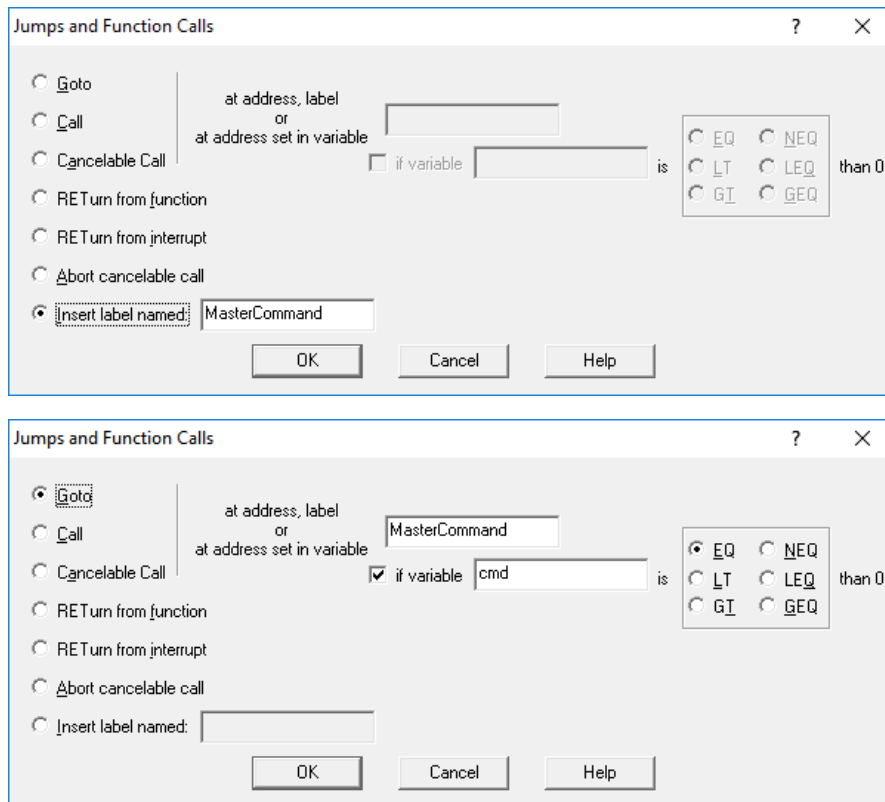 Jumps and Function Calls ?
Goto
at address, label
or
at address set in variable
Call
EQ NEQ
Cancelable Call
if variable is LT LEQ than 0
GT GEQ
RETurn from function
RETurn from interrupt
Abort cancelable call
Insert label named: MasterCommand
OK Cancel Help
Jumps and Function Calls ?
Goto
at address, label
or
at address set in variable
MasterCommand
Call
EQ NEQ
Cancelable Call
if variable cmd is LT LEQ than 0
GT GEQ
RETurn from function
RETurn from interrupt
Abort cancelable call
Insert label named:
OK Cancel Help